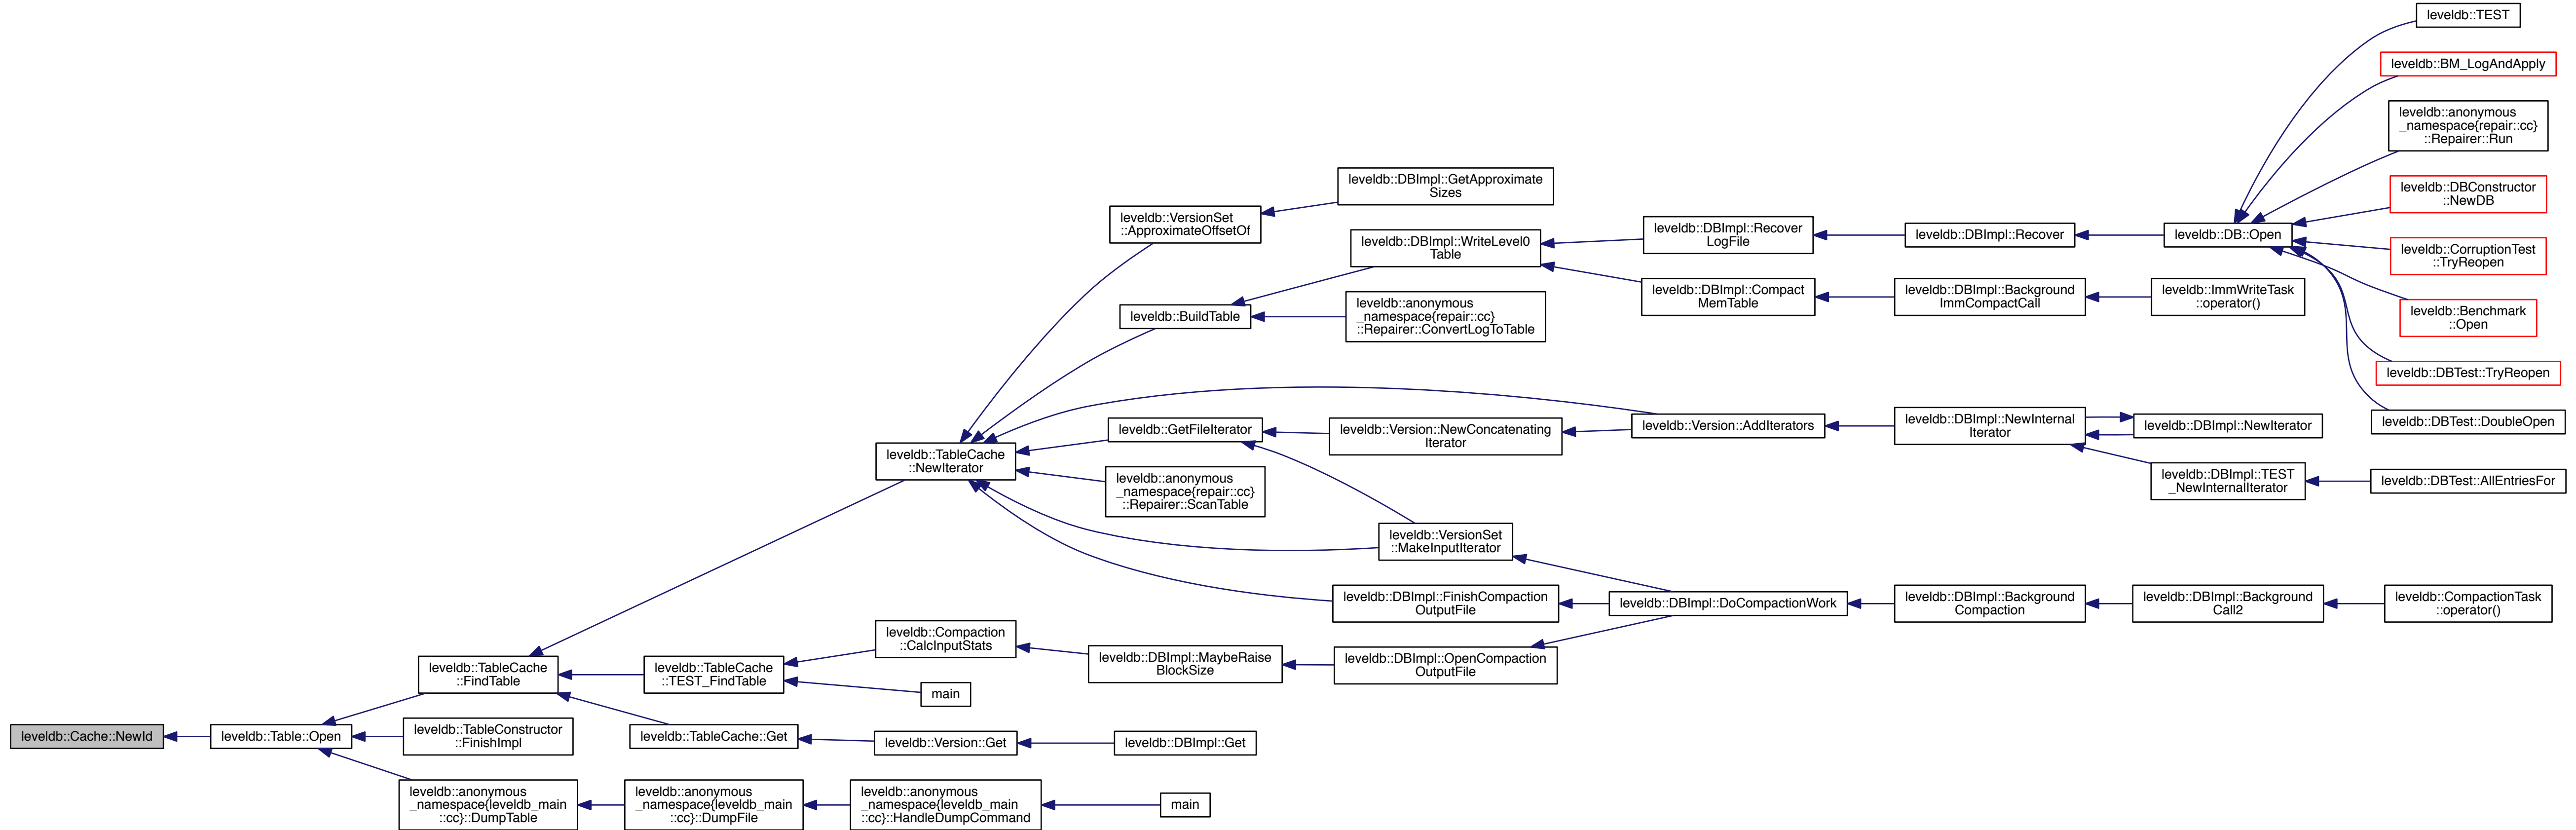 leveldb::TEST
leveldb::BM_LogAndApply
leveldb::anonymous
_namespace{repair::cc}
::Repairer::Run
leveldb::DBImpl::GetApproximate
Sizes
leveldb::DBConstructor
::NewDB
leveldb::VersionSet
::ApproximateOffsetOf
leveldb::DBImpl::WriteLevel0
Table
leveldb::DBImpl::Recover
LogFile
leveldb::DBImpl::Recover
leveldb::DB::Open
leveldb::CorruptionTest
::TryReopen
leveldb::BuildTable
leveldb::anonymous
_namespace{repair::cc}
::Repairer::ConvertLogToTable
leveldb::DBImpl::Compact
MemTable
leveldb::DBImpl::Background
ImmCompactCall
leveldb::ImmWriteTask
::operator()
leveldb::Benchmark
::Open
leveldb::DBTest::TryReopen
leveldb::DBTest::DoubleOpen
leveldb::TableCache
::NewIterator
leveldb::GetFileIterator
leveldb::Version::NewConcatenating
Iterator
leveldb::Version::AddIterators
leveldb::DBImpl::NewInternal
Iterator
leveldb::DBImpl::NewIterator
leveldb::anonymous
_namespace{repair::cc}
::Repairer::ScanTable
leveldb::DBImpl::TEST
_NewInternalIterator
leveldb::DBTest::AllEntriesFor
leveldb::VersionSet
::MakeInputIterator
leveldb::DBImpl::FinishCompaction
OutputFile
leveldb::DBImpl::DoCompactionWork
leveldb::DBImpl::Background
Compaction
leveldb::DBImpl::Background
Call2
leveldb::CompactionTask
::operator()
leveldb::TableCache
::FindTable
leveldb::TableCache
::TEST_FindTable
leveldb::Compaction
::CalcInputStats
leveldb::DBImpl::MaybeRaise
BlockSize
leveldb::DBImpl::OpenCompaction
OutputFile
main
leveldb::Cache::NewId
leveldb::Table::Open
leveldb::TableConstructor
::FinishImpl
leveldb::TableCache::Get
leveldb::Version::Get
leveldb::DBImpl::Get
leveldb::anonymous
_namespace{leveldb_main
::cc}::DumpTable
leveldb::anonymous
_namespace{leveldb_main
::cc}::DumpFile
leveldb::anonymous
_namespace{leveldb_main
::cc}::HandleDumpCommand
main